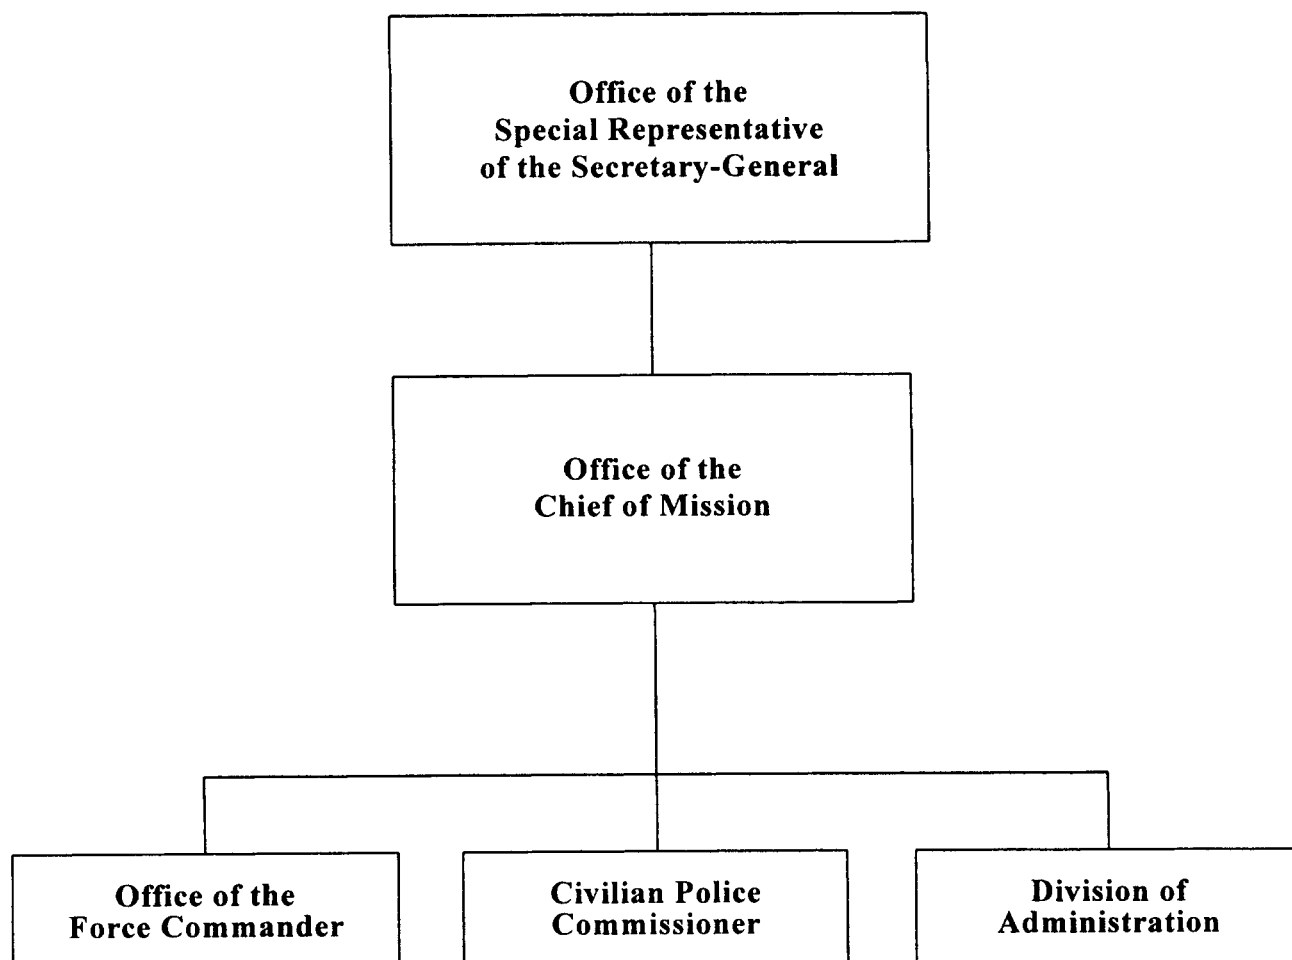 Office of the
Special Representative
of the Secretary-General
Office of the
Chief of Mission
Office of the
Force Commander
Civilian Police
Commissioner
Division of
Administration